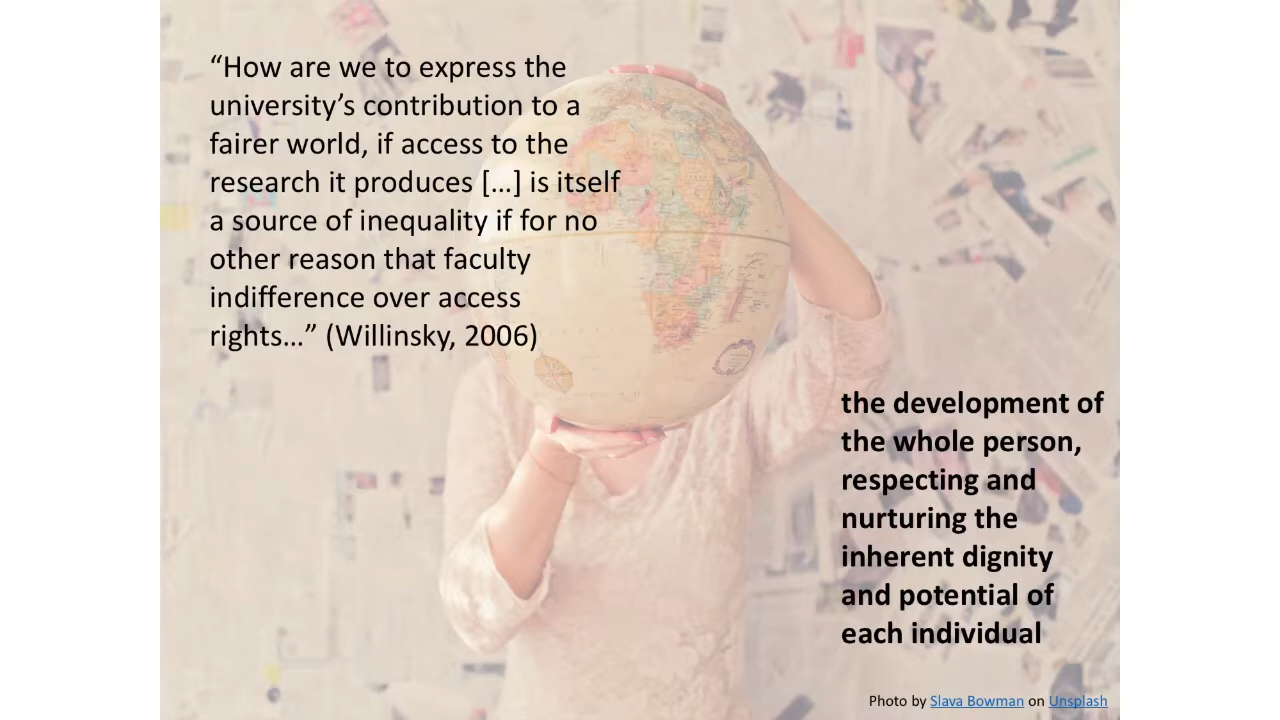 “How are we to express the
university’s contribution to a
fairer world, if access to the
research it produces […] is itself
a source of inequality if for no
other reason that faculty
indifference over access
rights…” (Willinsky, 2006)
the development of
the whole person,
respecting and
nurturing the
inherent dignity
and potential of
each individual
Photo by Slava Bowman on Unsplash